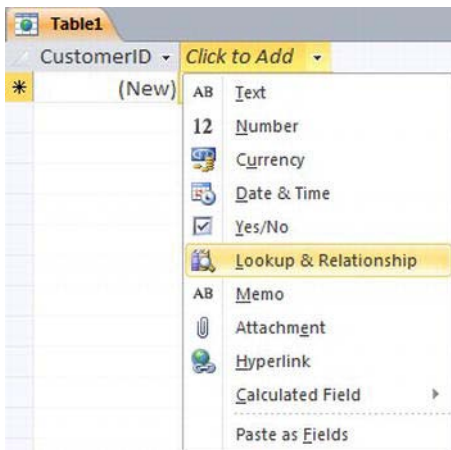 Table1
CustomerID Click to Add
* (New)
AB Text
12 Number
Currency
Date & Time
Yes/No
Lookup & Relationship
AB Memo
Attachment
Hyperlink
Calculated Field
Paste as Fields